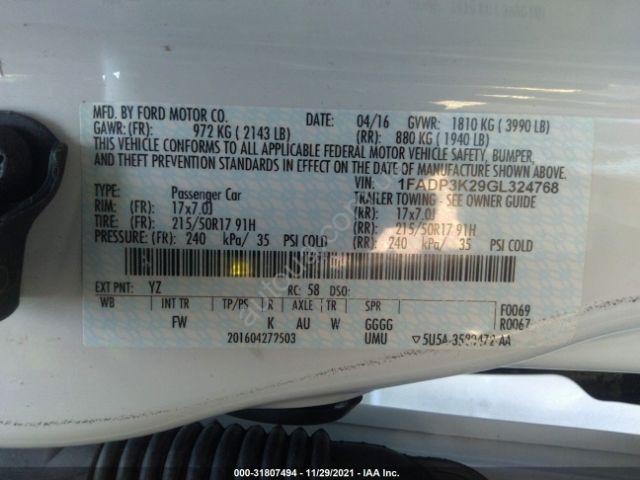 MFD. BY FORD MOTOR CO. DATE: 04/16 GVWR: 1810 KG ( 3990 LB)
GAWR: (FR): 972 KG ( 2143 LB) (RR): 880 KG ( 1940 LB)
THIS VEHICLE CONFORMS TO ALL APPLICABLE FEDERAL MOTOR VEHICLE SAFETY, BUMPER,
AND THEFT PREVENTION STANDARDS IN EFFECT ON THE DATE OF MANUFACTURE SHOWN ABOVE.
VIN: 1FADP3K29GL324768
TYPE: Passenger Car TRAILER TOWING - SEE OWNER GUIDE
RIM: (FR) 17x7.0J (RR) 17x7.0J
TIRE: (FR) 215/50R17 91H (RR) 215/50R17 91H
PRESSURE: (FR) 240 kPa/ 35 PSI COLD (RR) 240 kPa/ 35 PSI COLD
EXT PNT: YZ RC: 58 DSO:
WB INT TR TP/PS R AXLE TR SPR F0069
FW K AU W GGGG R0067
201604272503 UMU ▽5U5A-3520472-AA
autouar.com
000-31807494 - 11/29/2021 - IAA Inc.